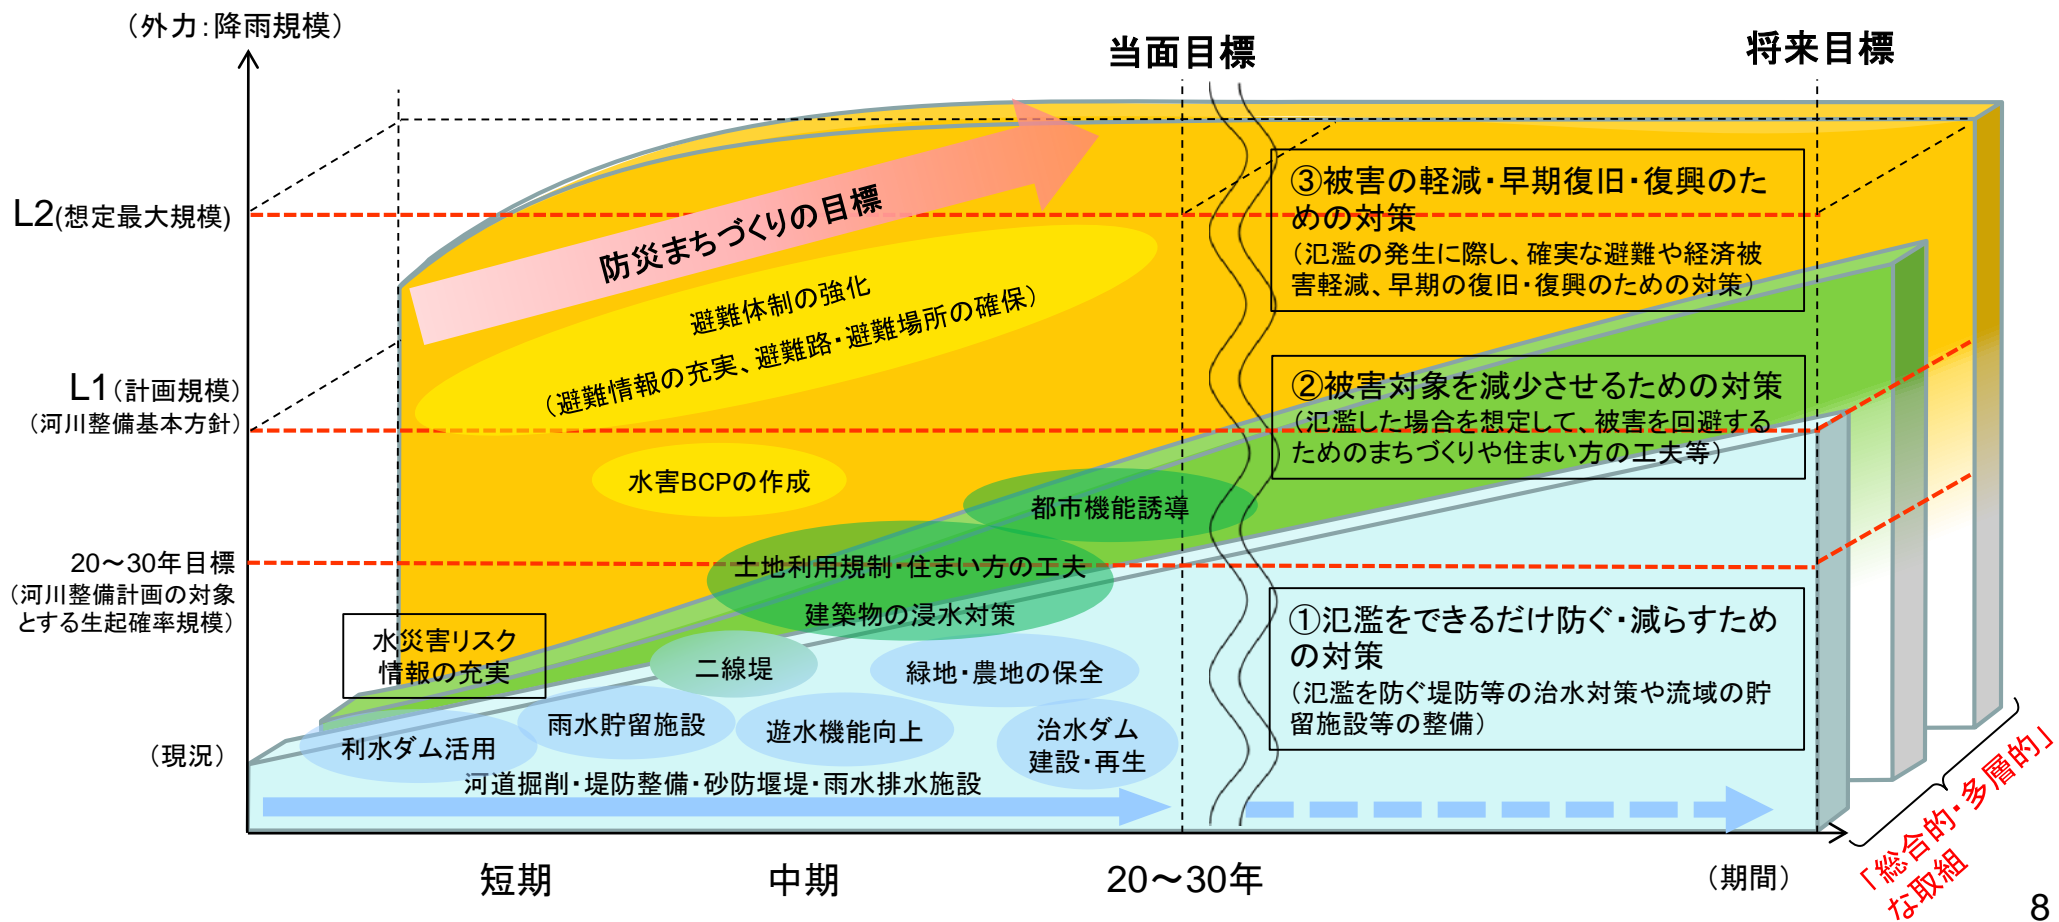 （外力：降雨規模）
当面目標
将来目標
L2(想定最大規模)
L1（計画規模）
（河川整備基本方針）
20～30年目標
（河川整備計画の対象
とする生起確率規模）
（現況）
防災まちづくりの目標
避難体制の強化
（避難情報の充実、避難路・避難場所の確保）
水害BCPの作成
都市機能誘導
土地利用規制・住まい方の工夫
建築物の浸水対策
水災害リスク
情報の充実
二線堤
緑地・農地の保全
利水ダム活用
雨水貯留施設
遊水機能向上
治水ダム
建設・再生
河道掘削・堤防整備・砂防堰堤・雨水排水施設
③被害の軽減・早期復旧・復興のた
めの対策
（氾濫の発生に際し、確実な避難や経済被
害軽減、早期の復旧・復興のための対策）
②被害対象を減少させるための対策
（氾濫した場合を想定して、被害を回避する
ためのまちづくりや住まい方の工夫等）
①氾濫をできるだけ防ぐ・減らすため
の対策
（氾濫を防ぐ堤防等の治水対策や流域の貯
留施設等の整備）
短期
中期
20～30年
（期間）
「総合的・多層的」
な取組
8